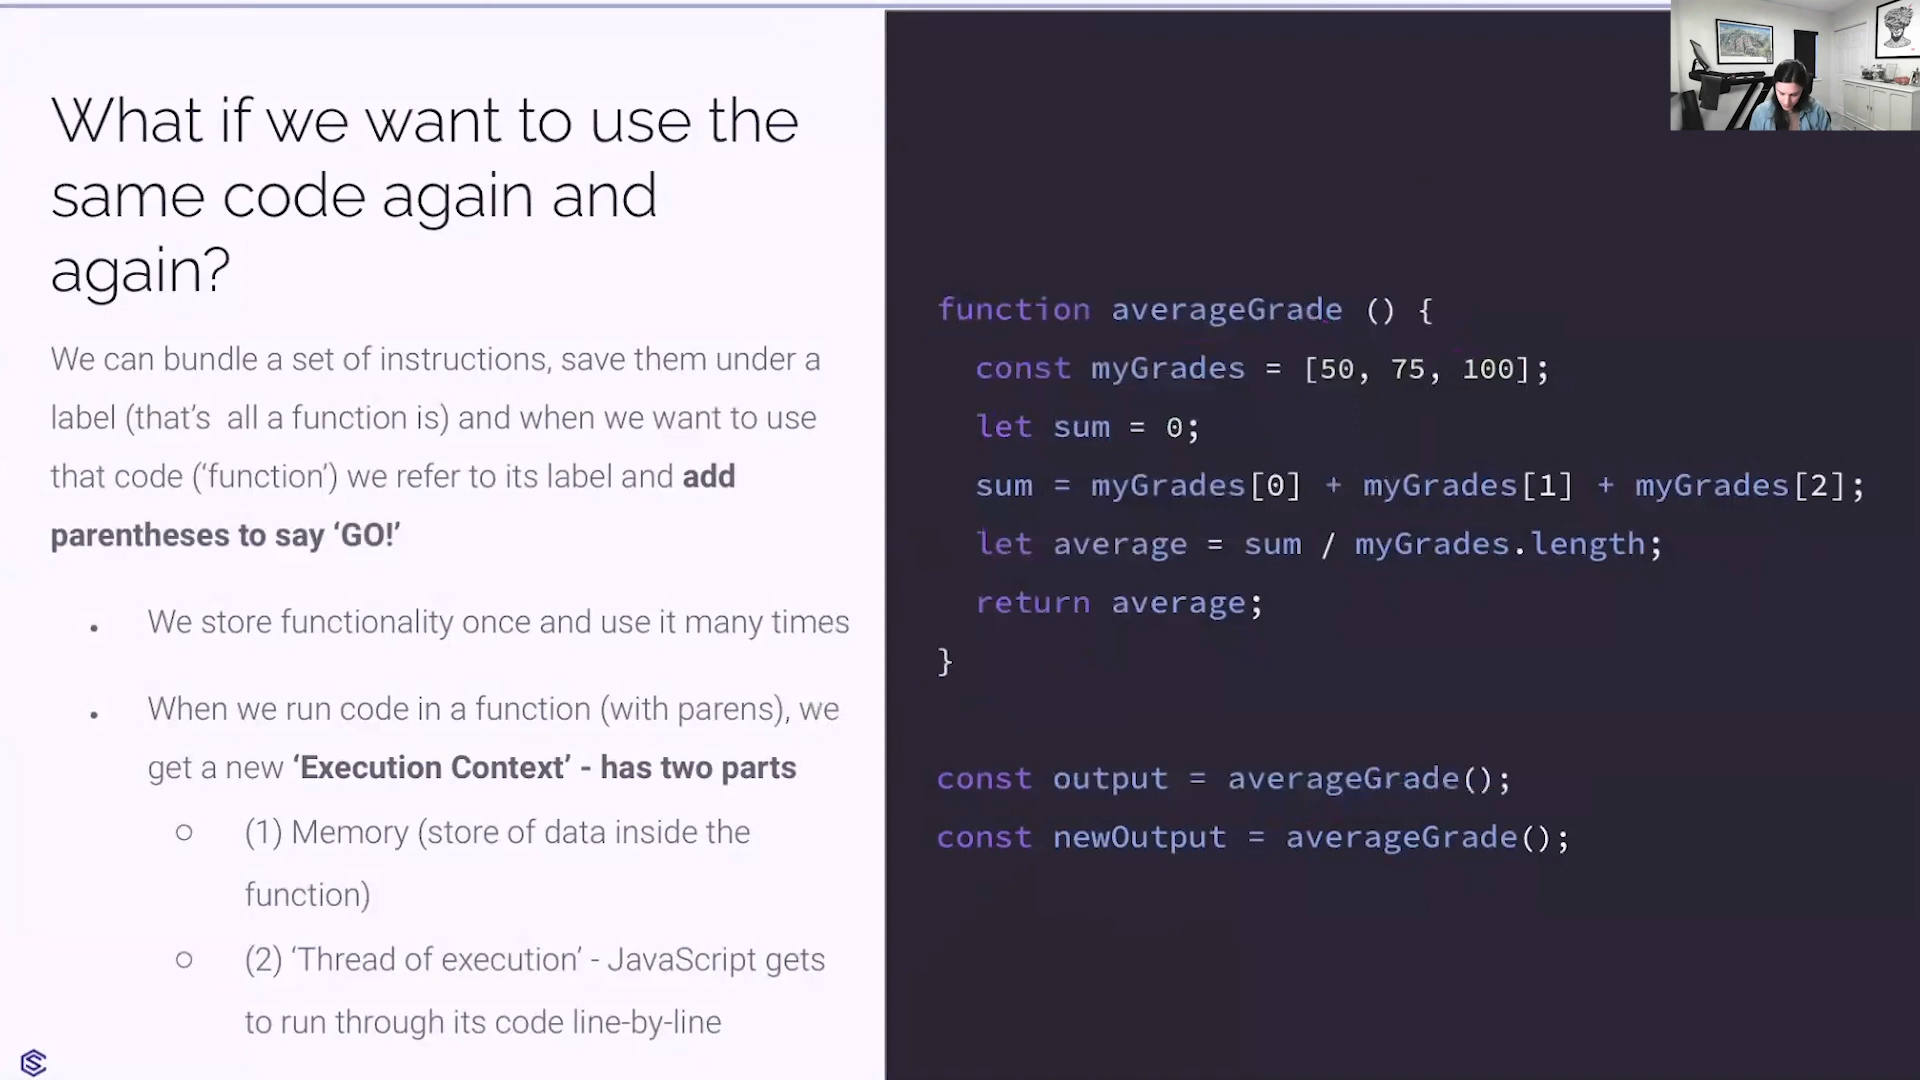 What if we want to use the
same code again and
again?
We can bundle a set of instructions, save them under a
label (that’s  all a function is) and when we want to use
that code (‘function’) we refer to its label and add
parentheses to say ‘GO!’
. We store functionality once and use it many times
. When we run code in a function (with parens), we
get a new ‘Execution Context’ - has two parts
○ (1) Memory (store of data inside the
function)
○ (2) ‘Thread of execution’ - JavaScript gets
to run through its code line-by-line
function averageGrade () {
  const myGrades = [50, 75, 100];
  let sum = 0;
  sum = myGrades[0] + myGrades[1] + myGrades[2];
  let average = sum / myGrades.length;
  return average;
}
const output = averageGrade();
const newOutput = averageGrade();